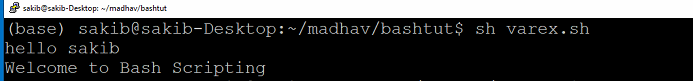 sakib@sakib-Desktop: ~/madhav/bashtut
(base) sakib@sakib-Desktop:~/madhav/bashtut$ sh varex.sh
hello sakib
Welcome to Bash Scripting